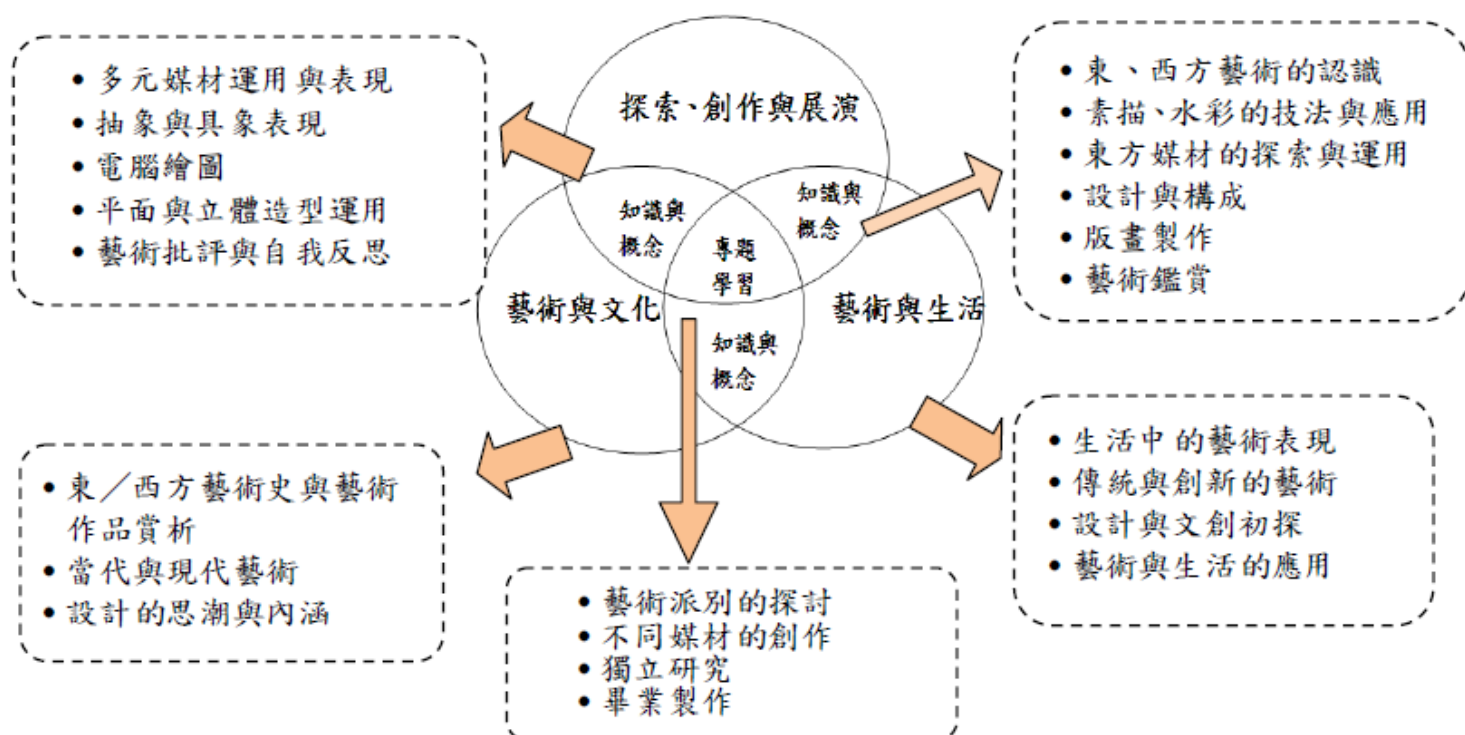 • 多元媒材運用與表現
• 抽象與具象表現
• 電腦繪圖
• 平面與立體造型運用
• 藝術批評與自我反思
探索、創作與展演
知識與
概念
知識與
概念
專題
學習
藝術與文化
藝術與生活
知識與
概念
• 東、西方藝術的認識
• 素描、水彩的技法與應用
• 東方媒材的探索與運用
• 設計與構成
• 版畫製作
• 藝術鑑賞
• 東／西方藝術史與藝術
作品賞析
• 當代與現代藝術
• 設計的思潮與內涵
• 藝術派別的探討
• 不同媒材的創作
• 獨立研究
• 畢業製作
• 生活中的藝術表現
• 傳統與創新的藝術
• 設計與文創初探
• 藝術與生活的應用